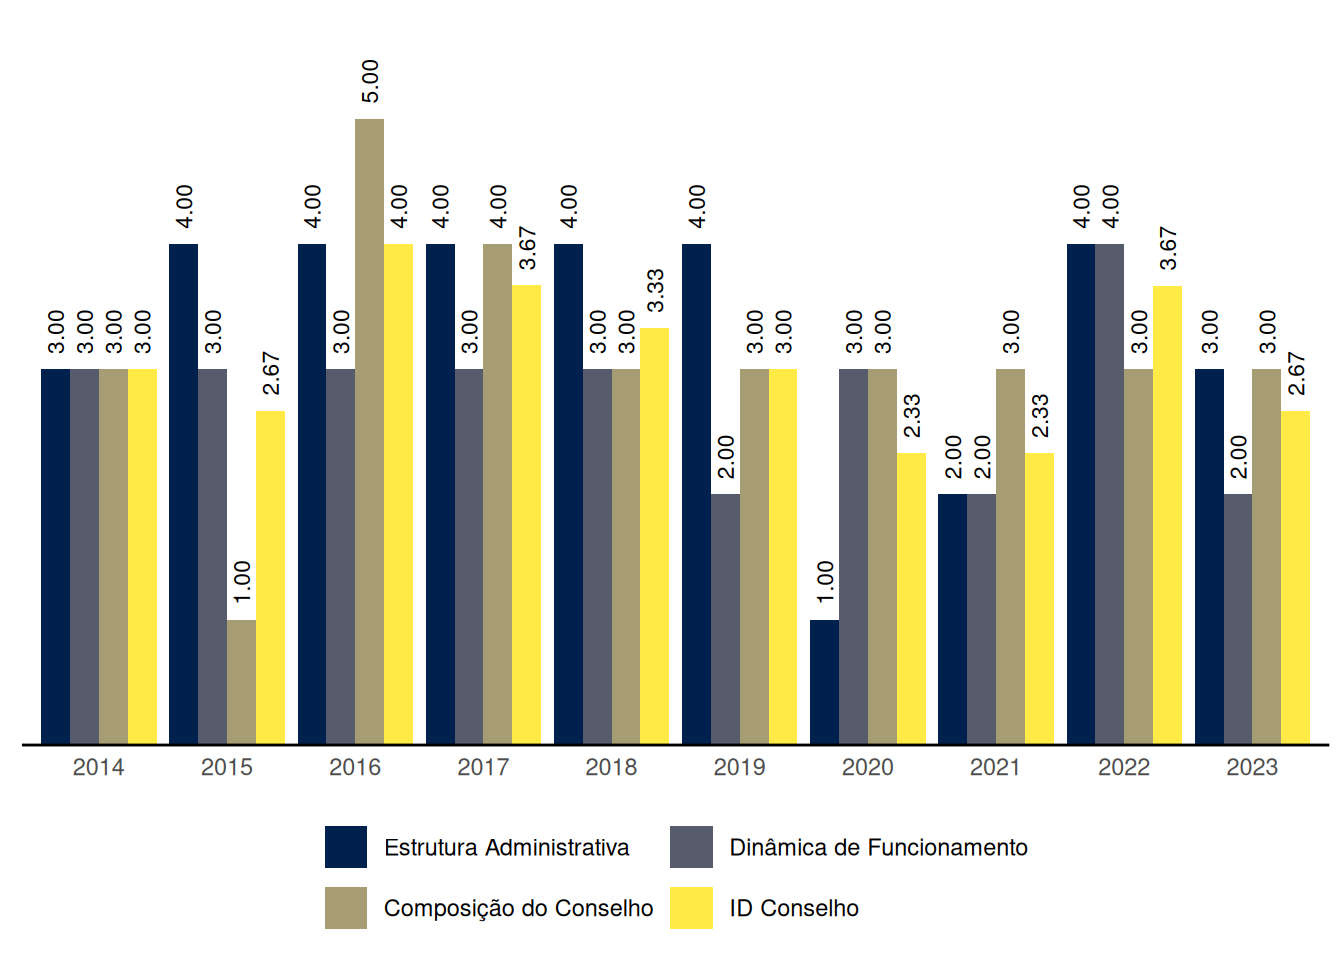 5.00
4.00 4.00 4.00 4.00 4.00 4.00 4.00 4.00 4.00
3.67 3.67
3.33
3.00 3.00 3.00 3.00 3.00 3.00 3.00 3.00 3.00 3.00 3.00 3.00 3.00 3.00 3.00 3.00 3.00 3.00
2.67 2.67
2.33 2.33
2.00 2.00 2.00 2.00
1.00 1.00
2014 2015 2016 2017 2018 2019 2020 2021 2022 2023
Estrutura Administrativa Dinâmica de Funcionamento
Composição do Conselho ID Conselho